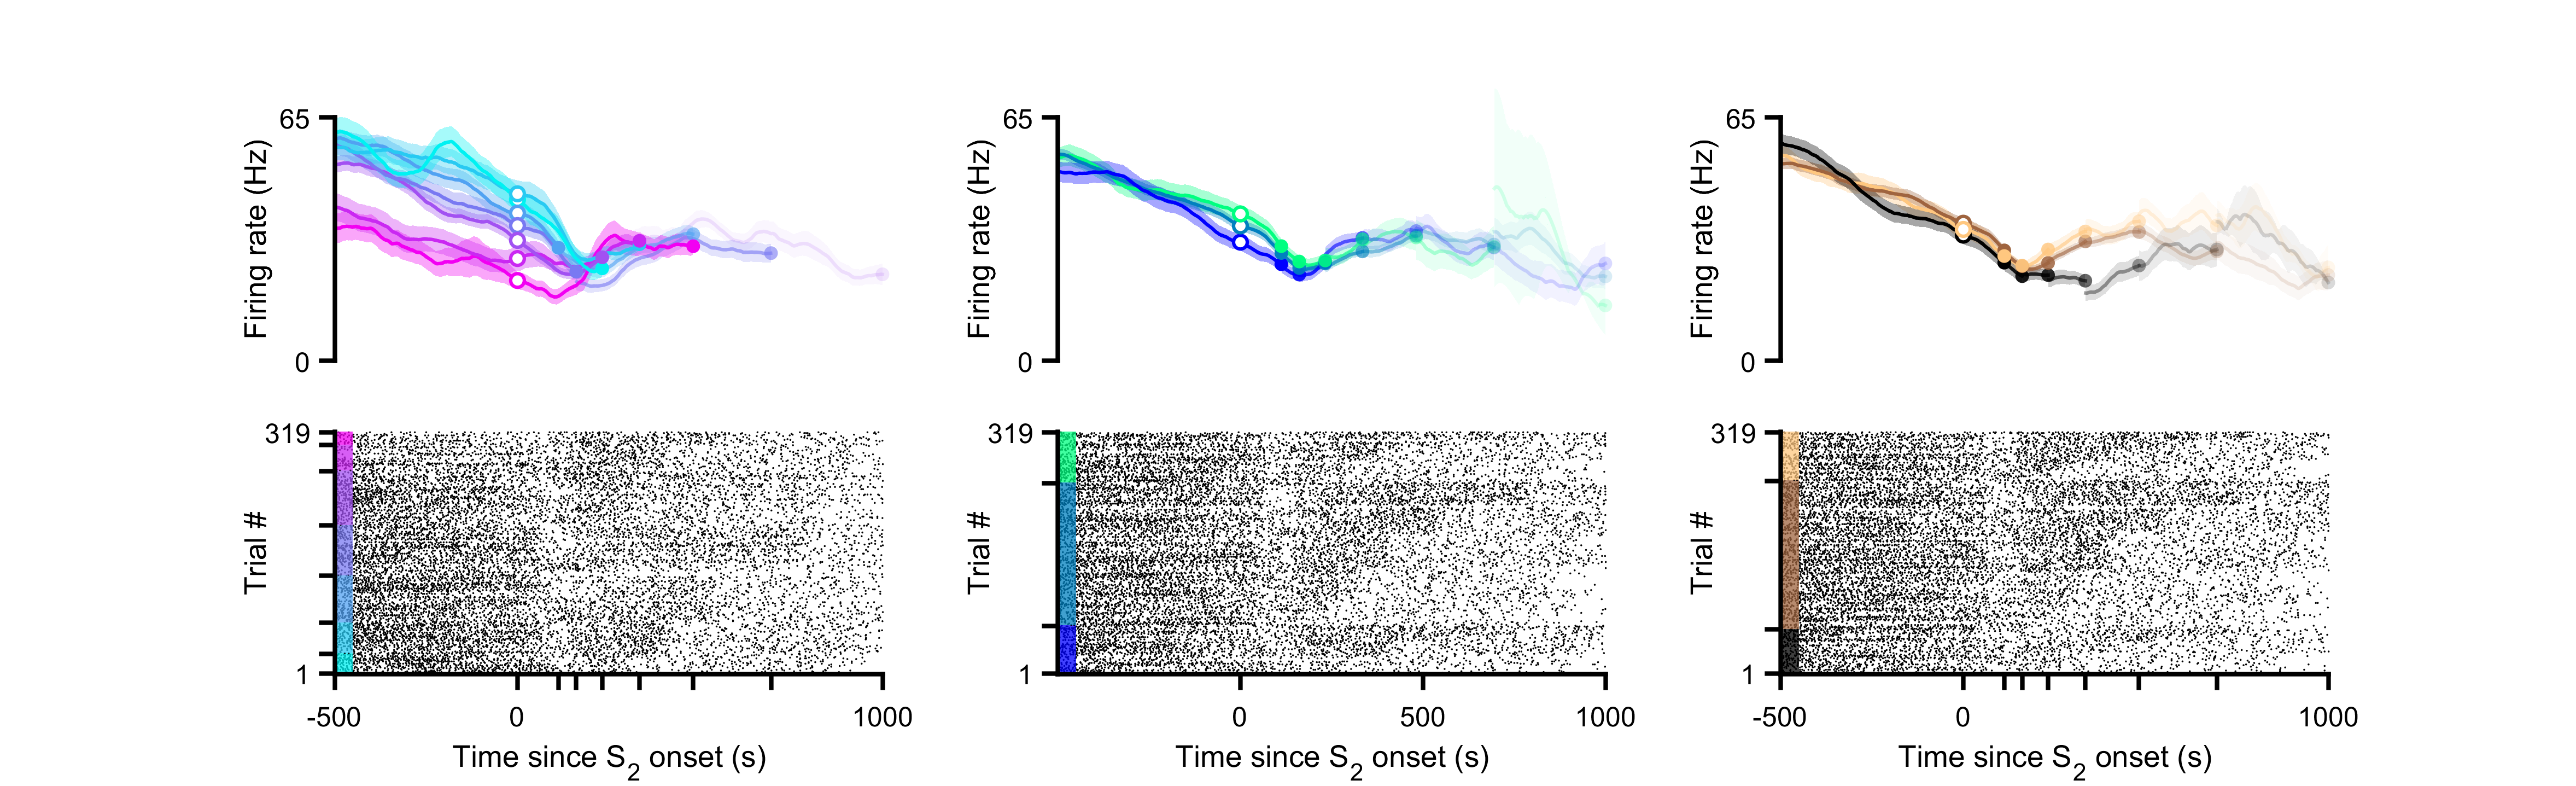 65
Firing rate (Hz)
0
65
Firing rate (Hz)
0
65
Firing rate (Hz)
0
319
Trial #
1
-500 0 1000
Time since S2 onset (s)
319
Trial #
1
0 500 1000
Time since S2 onset (s)
319
Trial #
1
-500 0 1000
Time since S2 onset (s)